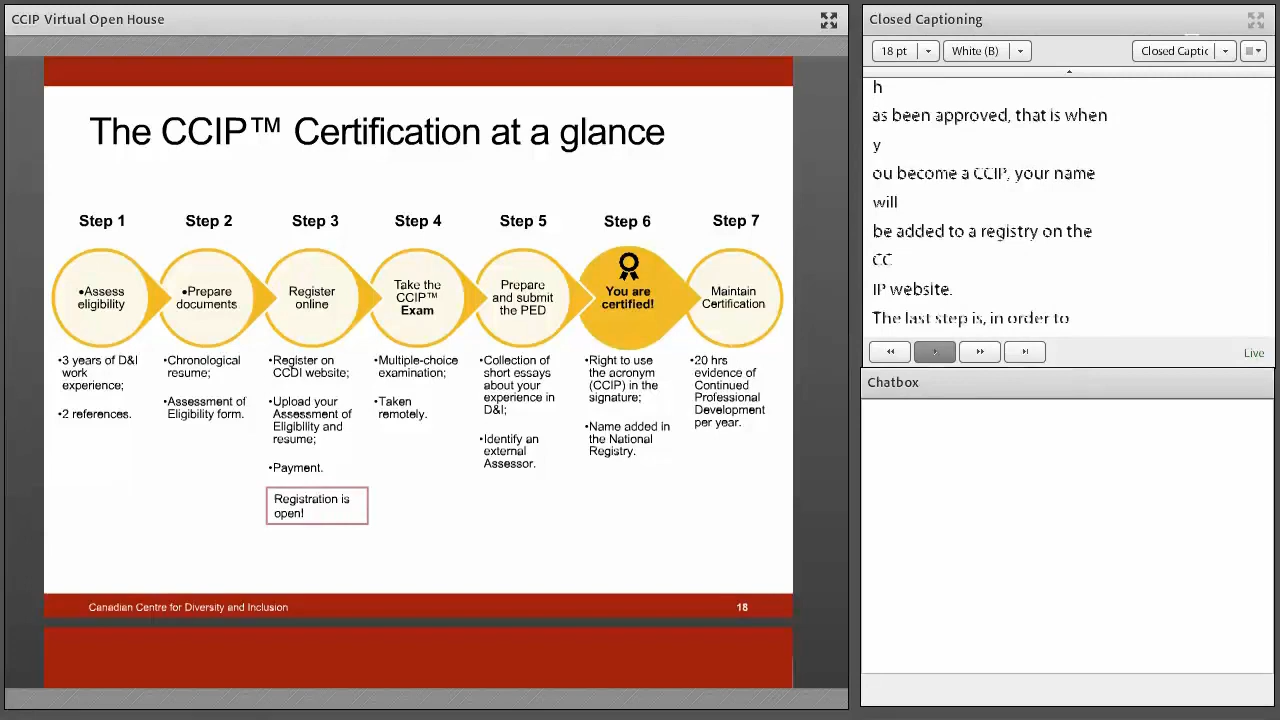 CCIP Virtual Open House
The CCIP™ Certification at a glance
Step 1
Step 2
Step 3
Step 4
Step 5
Step 6
Step 7
•Assess
eligibility
•Prepare
documents
Register
online
Take the
CCIP™
Exam
Prepare
and submit
the PED
You are
certified!
Maintain
Certification
•3 years of D&I
work
experience;
•2 references.
•Chronological
resume;
•Assessment of
Eligibility form.
•Register on
CCDI website;
•Upload your
Assessment of
Eligibility and
resume;
•Payment.
Registration is
open!
•Multiple-choice
examination;
•Taken
remotely.
•Collection of
short essays
about your
experience in
D&I;
•Identify an
external
Assessor.
•Right to use
the acronym
(CCIP) in the
signature;
•Name added in
the National
Registry.
•20 hrs
evidence of
Continued
Professional
Development
per year.
Canadian Centre for Diversity and Inclusion
18
Closed Captioning
18 pt
White (B)
Closed Captic
h
as been approved, that is when
y
ou become a CCIP, your name
will
be added to a registry on the
CC
IP website.
The last step is, in order to
Live
Chatbox